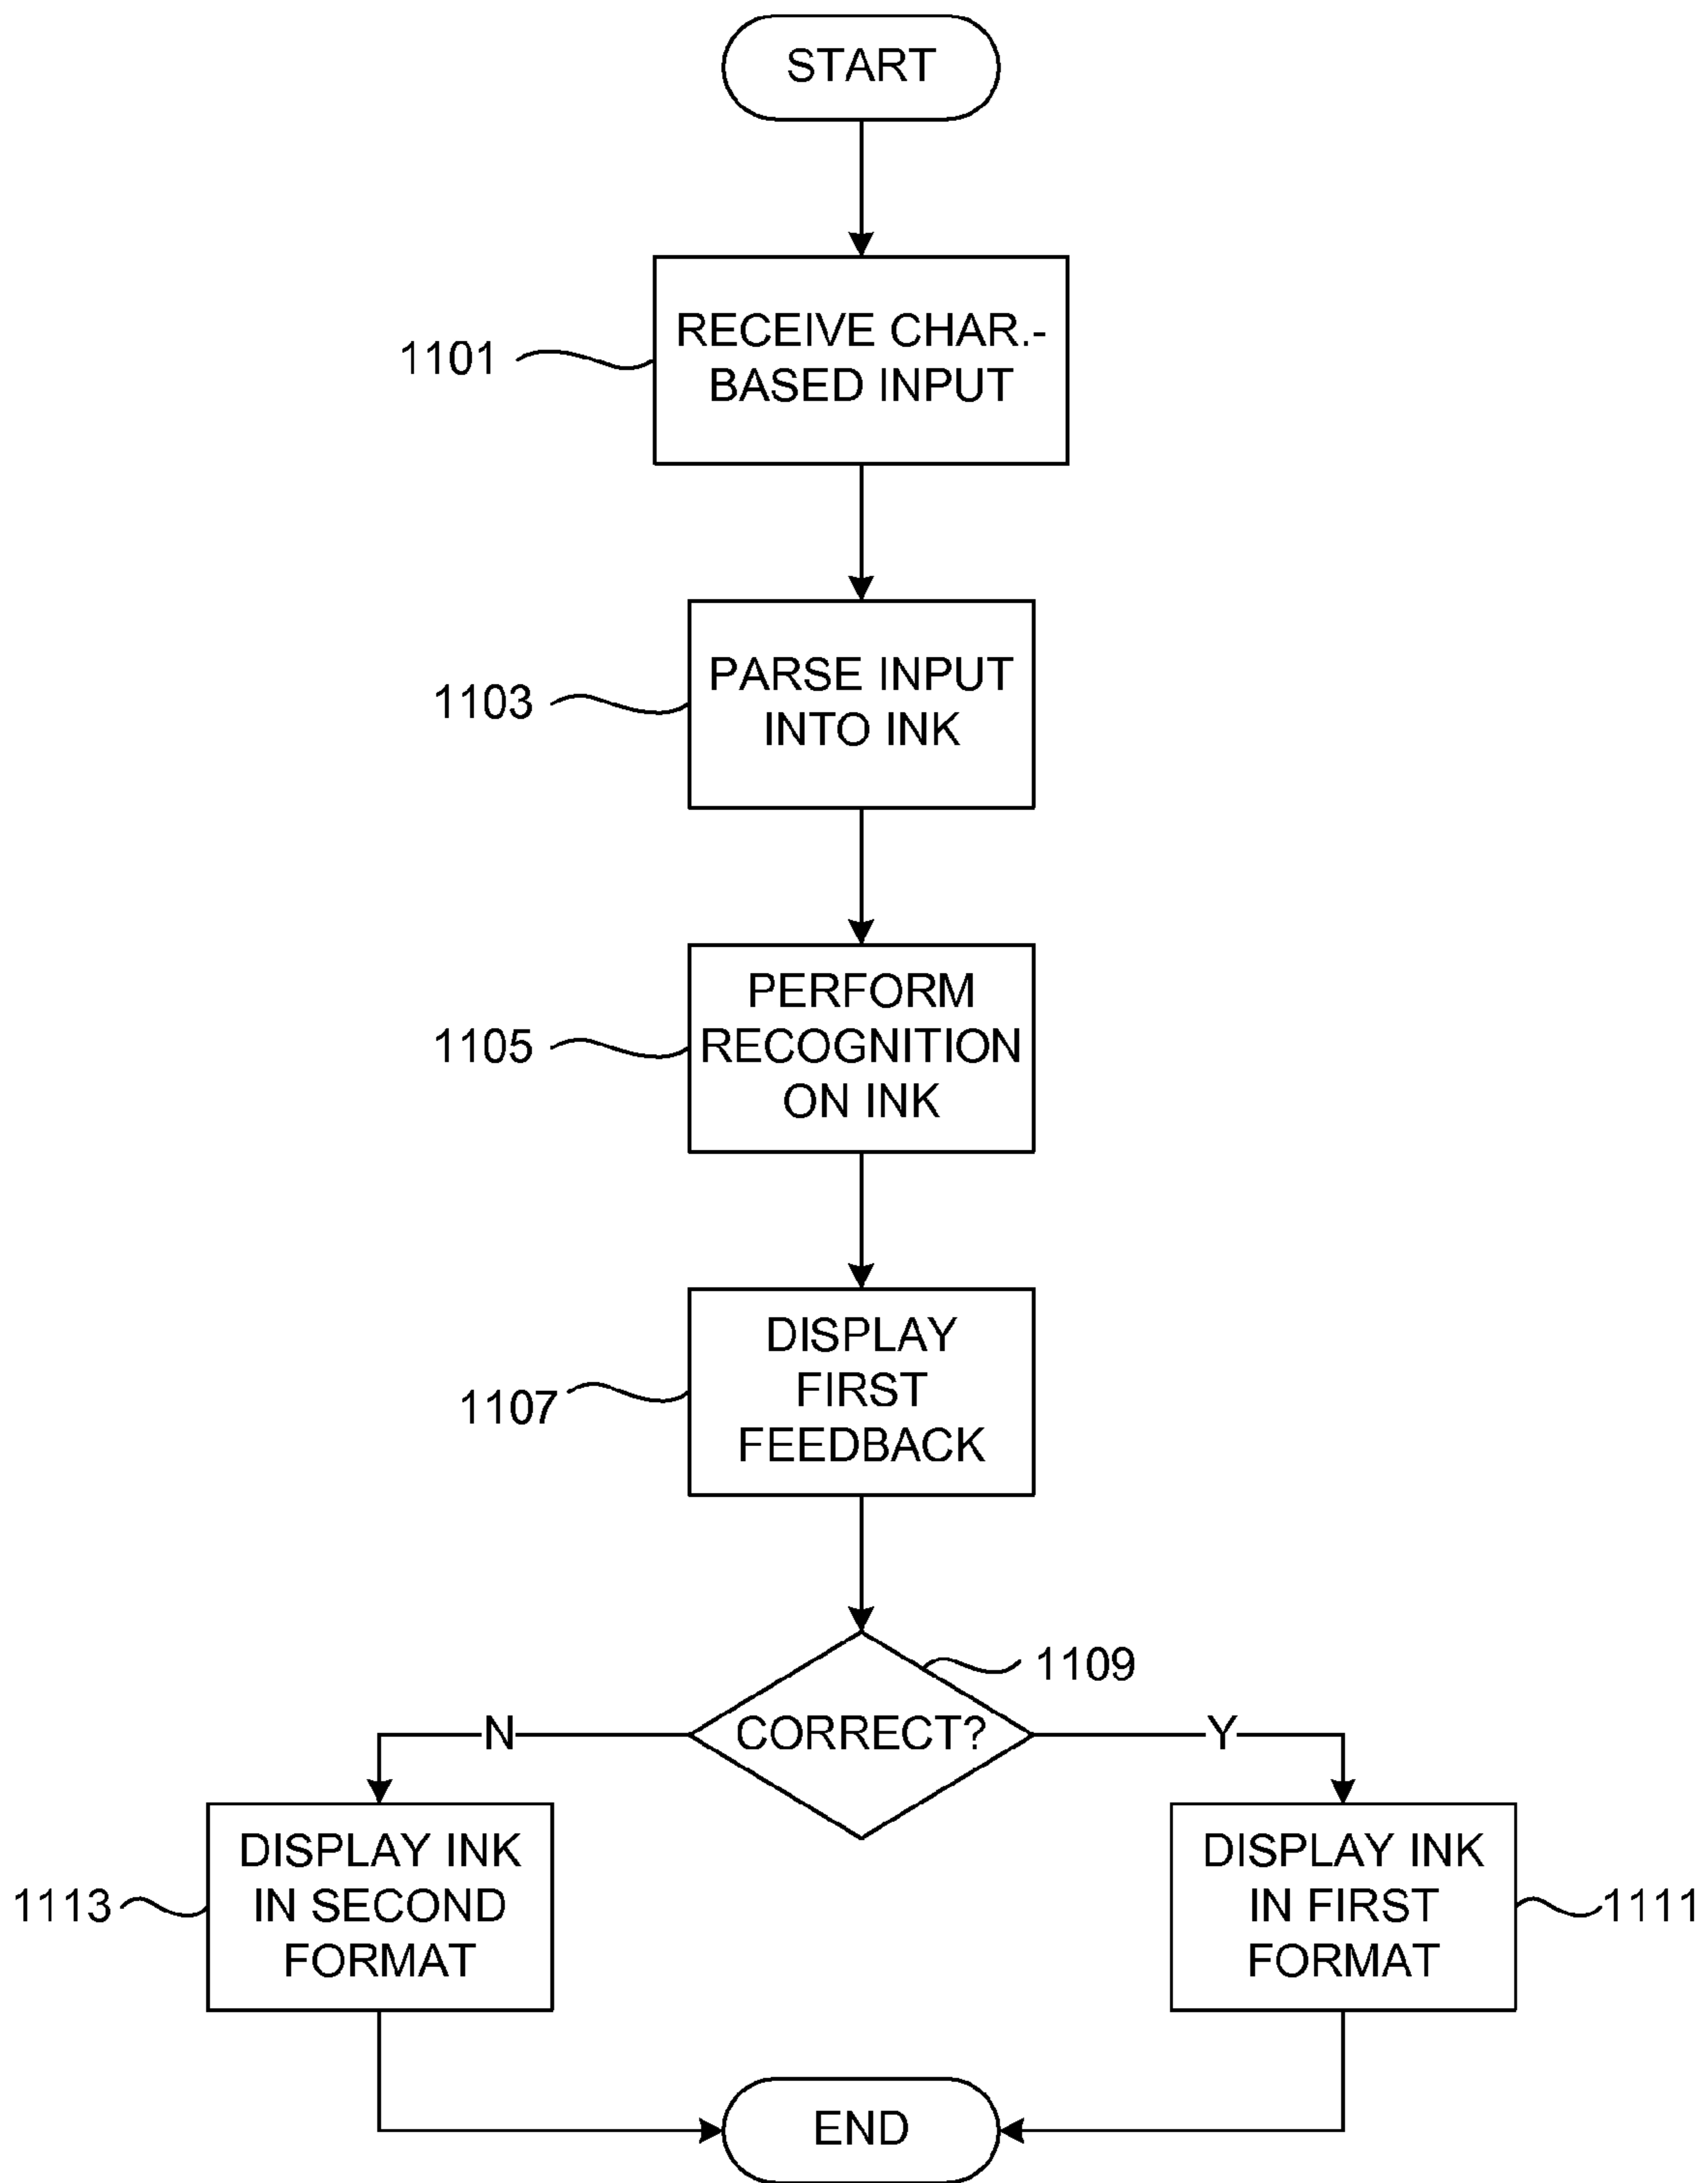 START
1101
RECEIVE CHAR.-
BASED INPUT
1103
PARSE INPUT
INTO INK
1105
PERFORM
RECOGNITION
ON INK
1107
DISPLAY
FIRST
FEEDBACK
1109
CORRECT?
N
Y
1113
DISPLAY INK
IN SECOND
FORMAT
DISPLAY INK
IN FIRST
FORMAT
1111
END